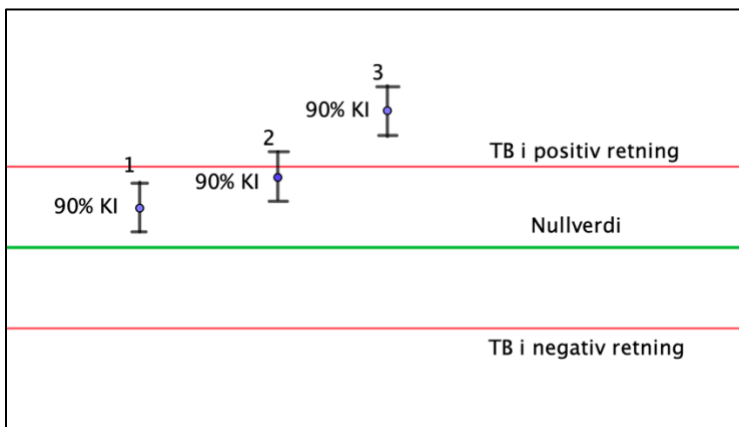 3
90% KI
2
TB i positiv retning
1
90% KI
90% KI
Nullverdi
TB i negativ retning